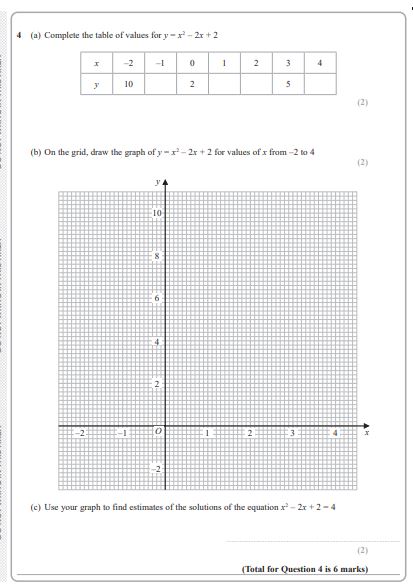 4 (a) Complete the table of values for y = x² – 2x + 2
x –2 –1 0 1 2 3 4
y 10 2 5
(2)
(b) On the grid, draw the graph of y = x² – 2x + 2 for values of x from –2 to 4
(2)
y
10
8
6
4
2
–2 –1 O 1 2 3 4 x
–2
(c) Use your graph to find estimates of the solutions of the equation x² – 2x + 2 = 4
(2)
(Total for Question 4 is 6 marks)